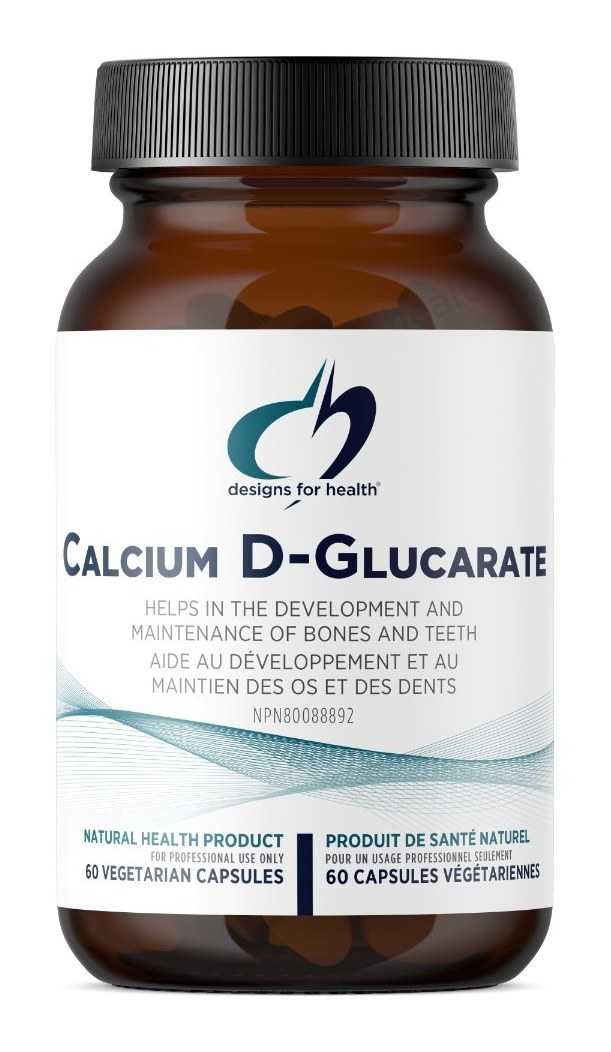 designs for health®
CALCIUM D-GLUCARATE
HELPS IN THE DEVELOPMENT AND
MAINTENANCE OF BONES AND TEETH
AIDE AU DÉVELOPPEMENT ET AU
MAINTIEN DES OS ET DES DENTS
NPN80088892
NATURAL HEALTH PRODUCT
FOR PROFESSIONAL USE ONLY
60 VEGETARIAN CAPSULES
PRODUIT DE SANTÉ NATUREL
POUR UN USAGE PROFESSIONNEL SEULEMENT
60 CAPSULES VÉGÉTARIENNES